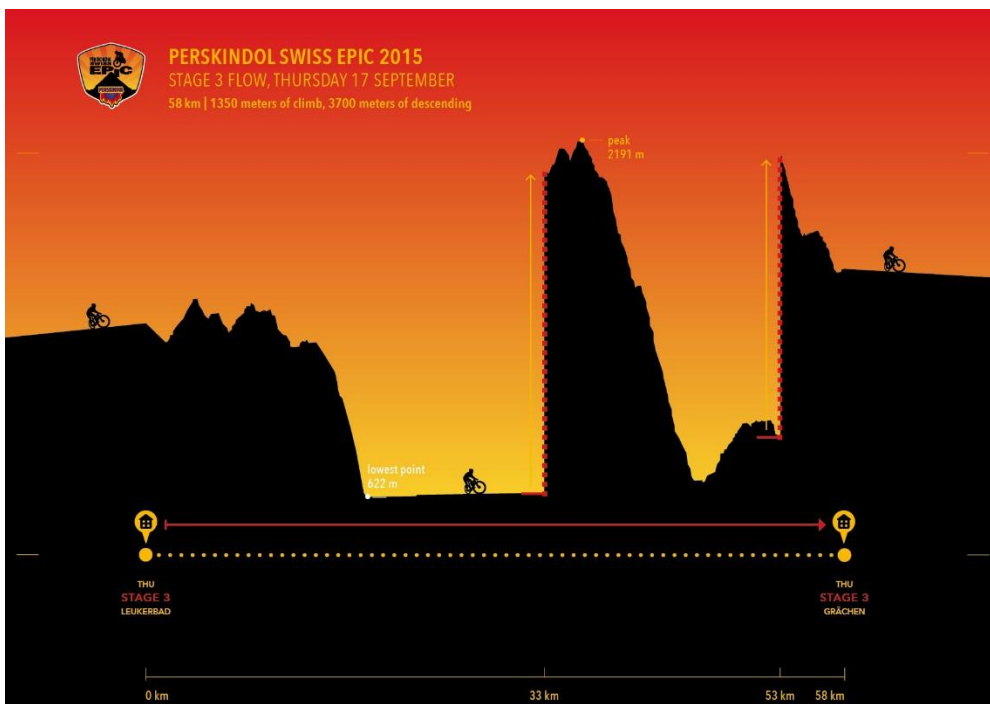 EPIC
PERSKINDOL SWISS EPIC 2015
STAGE 3 FLOW, THURSDAY 17 SEPTEMBER
58 km | 1350 meters of climb, 3700 meters of descending
peak
2191 m
lowest point
622 m
THU
STAGE 3
LEUKERBAD
THU
STAGE 3
GRÄCHEN
0 km
33 km
53 km
58 km